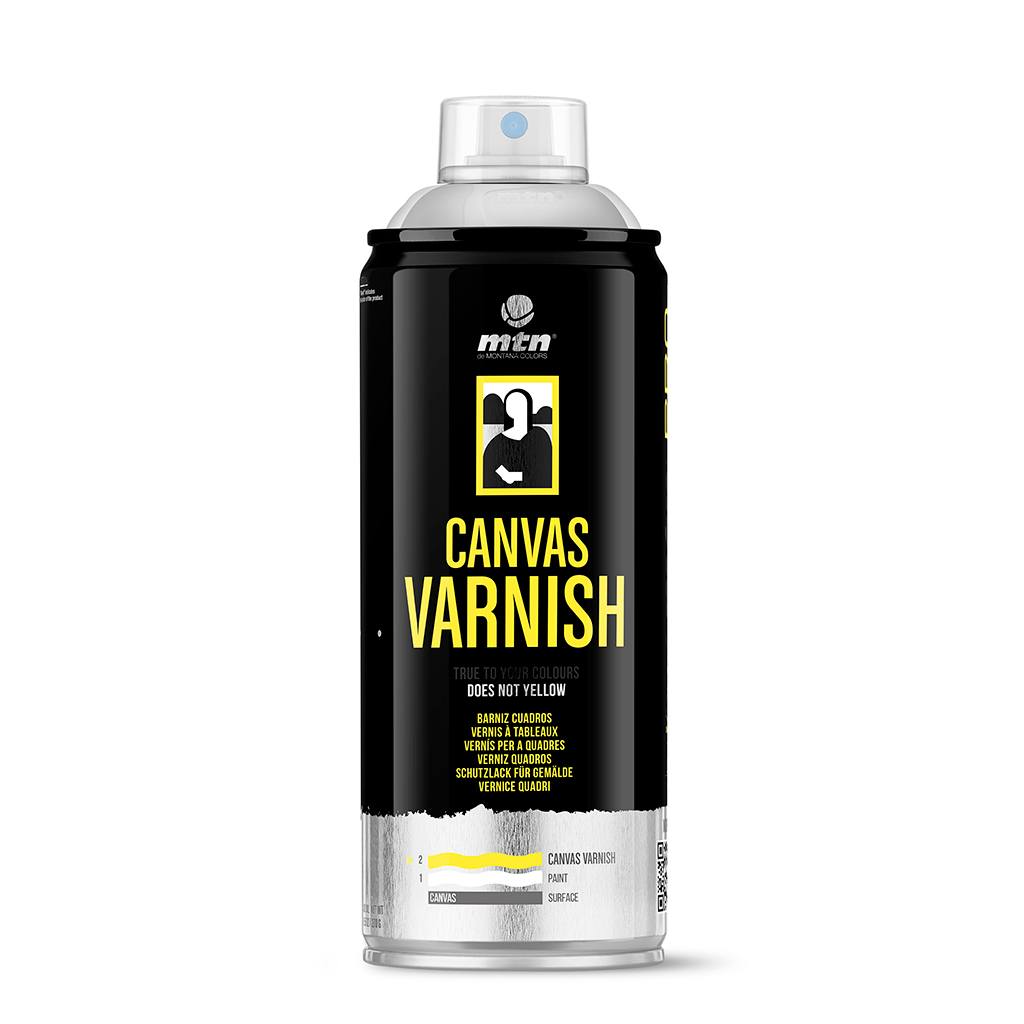 mtn®
de MONTANA COLORS
CANVAS
VARNISH
TRUE TO YOUR COLOURS
DOES NOT YELLOW
BARNIZ CUADROS
VERNIS À TABLEAUX
VERNÍS PER A QUADRES
VERNIZ QUADROS
SCHUTZLACK FÜR GEMÄLDE
VERNICE QUADRI
2 CANVAS VARNISH
1 PAINT
CANVAS SURFACE